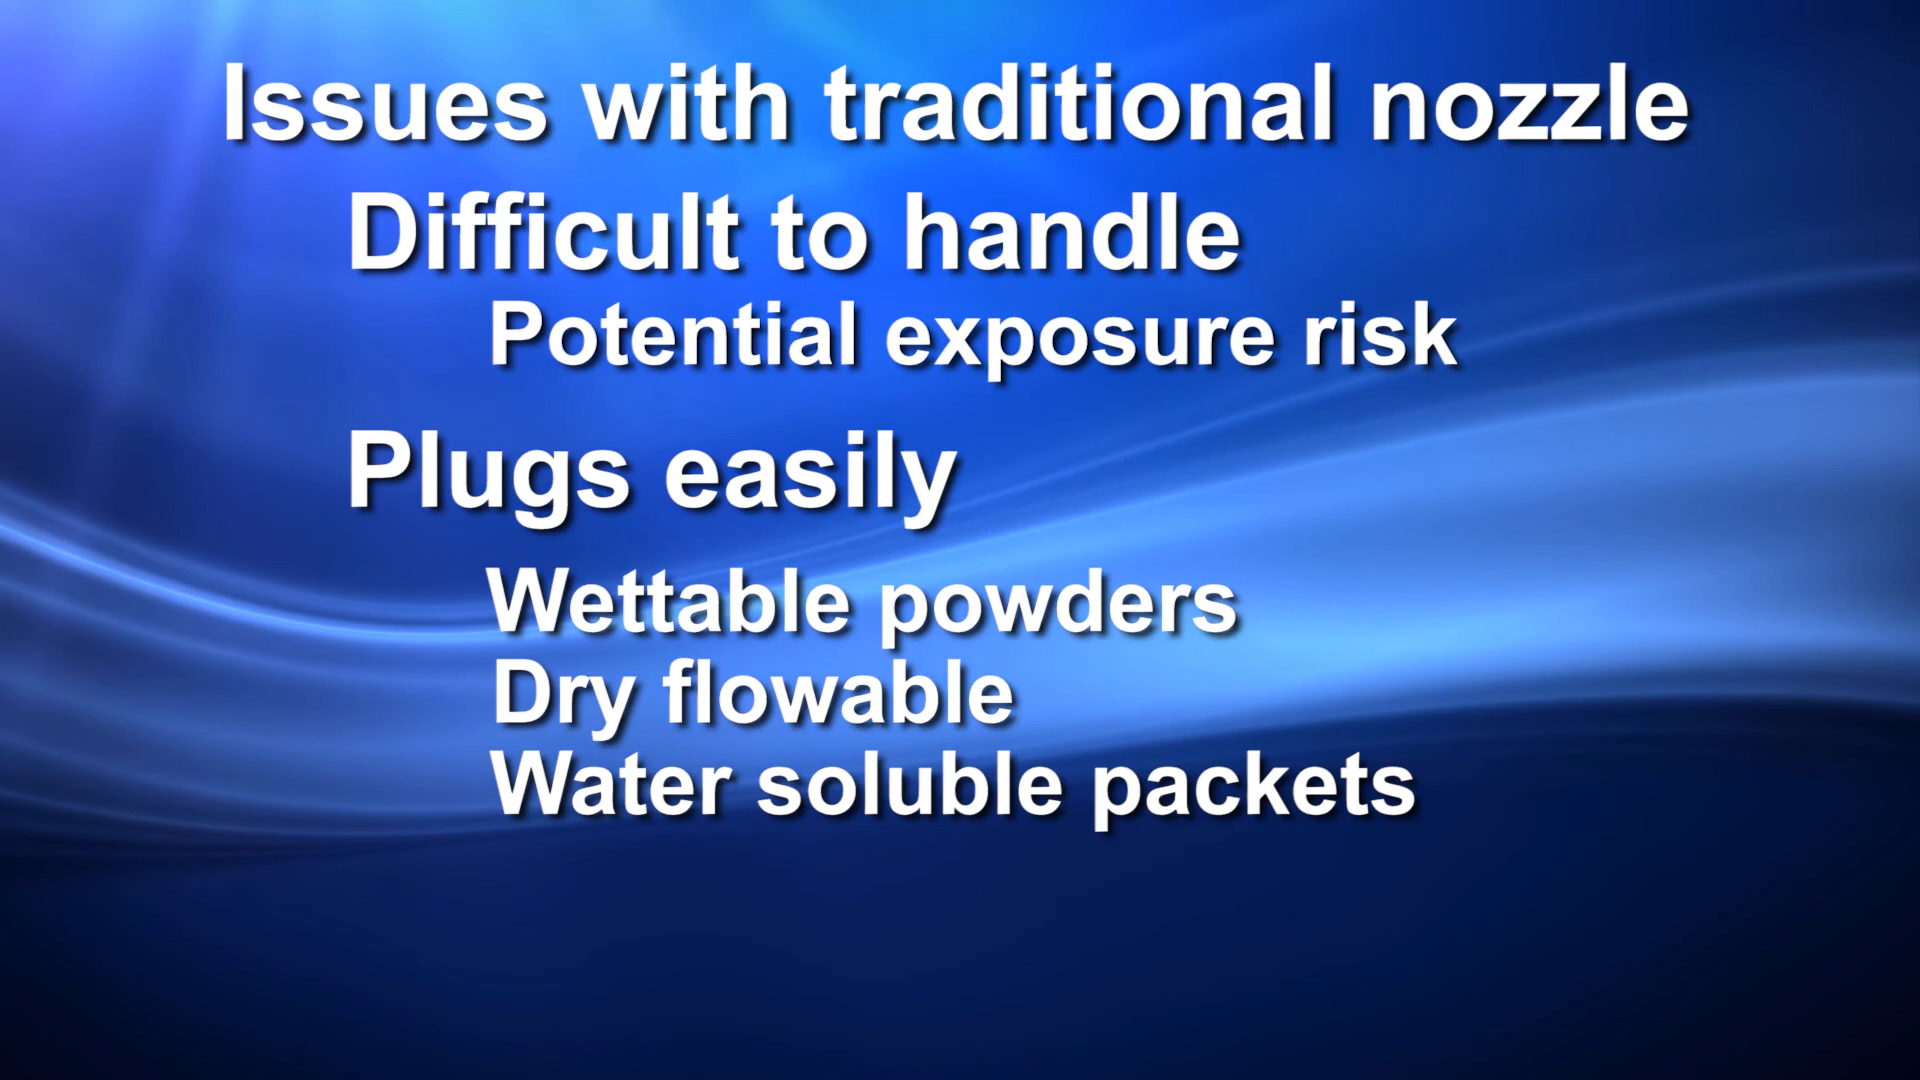 Issues with traditional nozzle
Difficult to handle
Potential exposure risk
Plugs easily
Wettable powders
Dry flowable
Water soluble packets